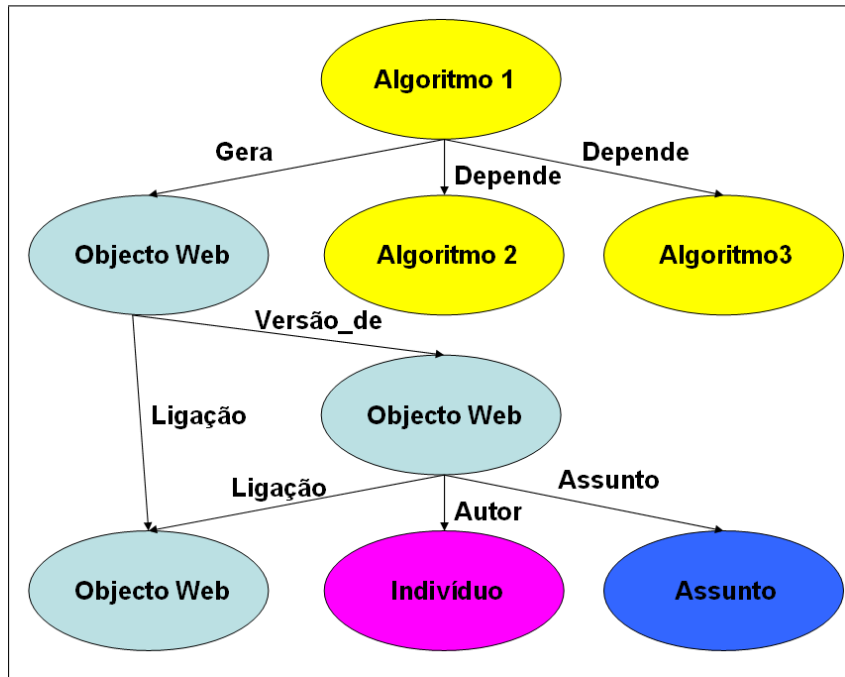 Algoritmo 1
Gera
Depende
Depende
Objecto Web
Algoritmo 2
Algoritmo3
Versão_de
Ligação
Objecto Web
Ligação
Assunto
Autor
Objecto Web
Indivíduo
Assunto